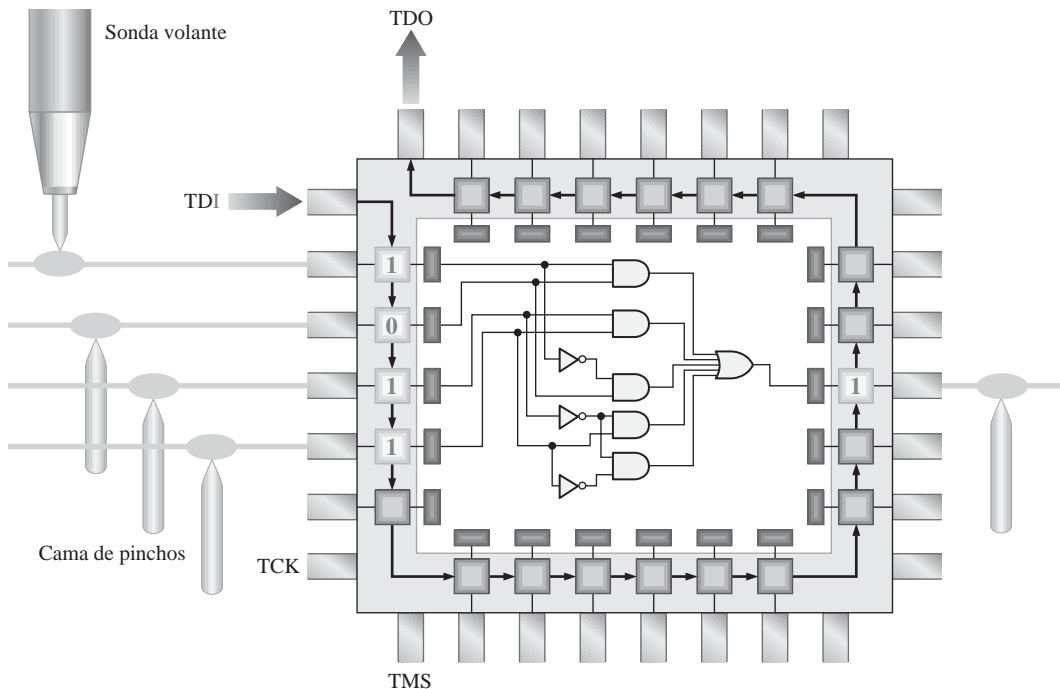 Sonda volante
TDO
TDI
1
0
1
1
1
Cama de pinchos
TCK
TMS